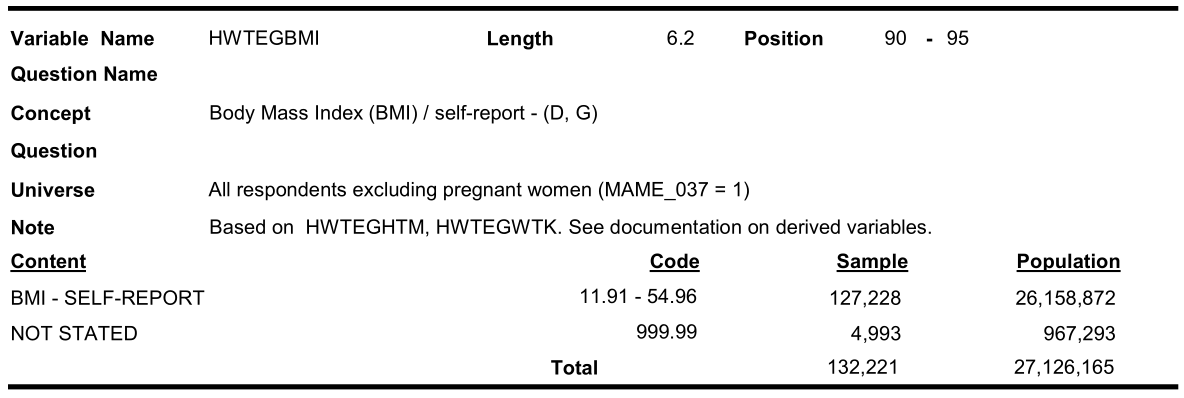 Variable Name HWTEGBMI Length 6.2 Position 90 - 95
Question Name
Concept Body Mass Index (BMI) / self-report - (D, G)
Question
Universe All respondents excluding pregnant women (MAME_037 = 1)
Note Based on HWTEGHTM, HWTEGWTK. See documentation on derived variables.
Content Code Sample Population
BMI - SELF-REPORT 11.91 - 54.96 127,228 26,158,872
NOT STATED 999.99 4,993 967,293
Total 132,221 27,126,165